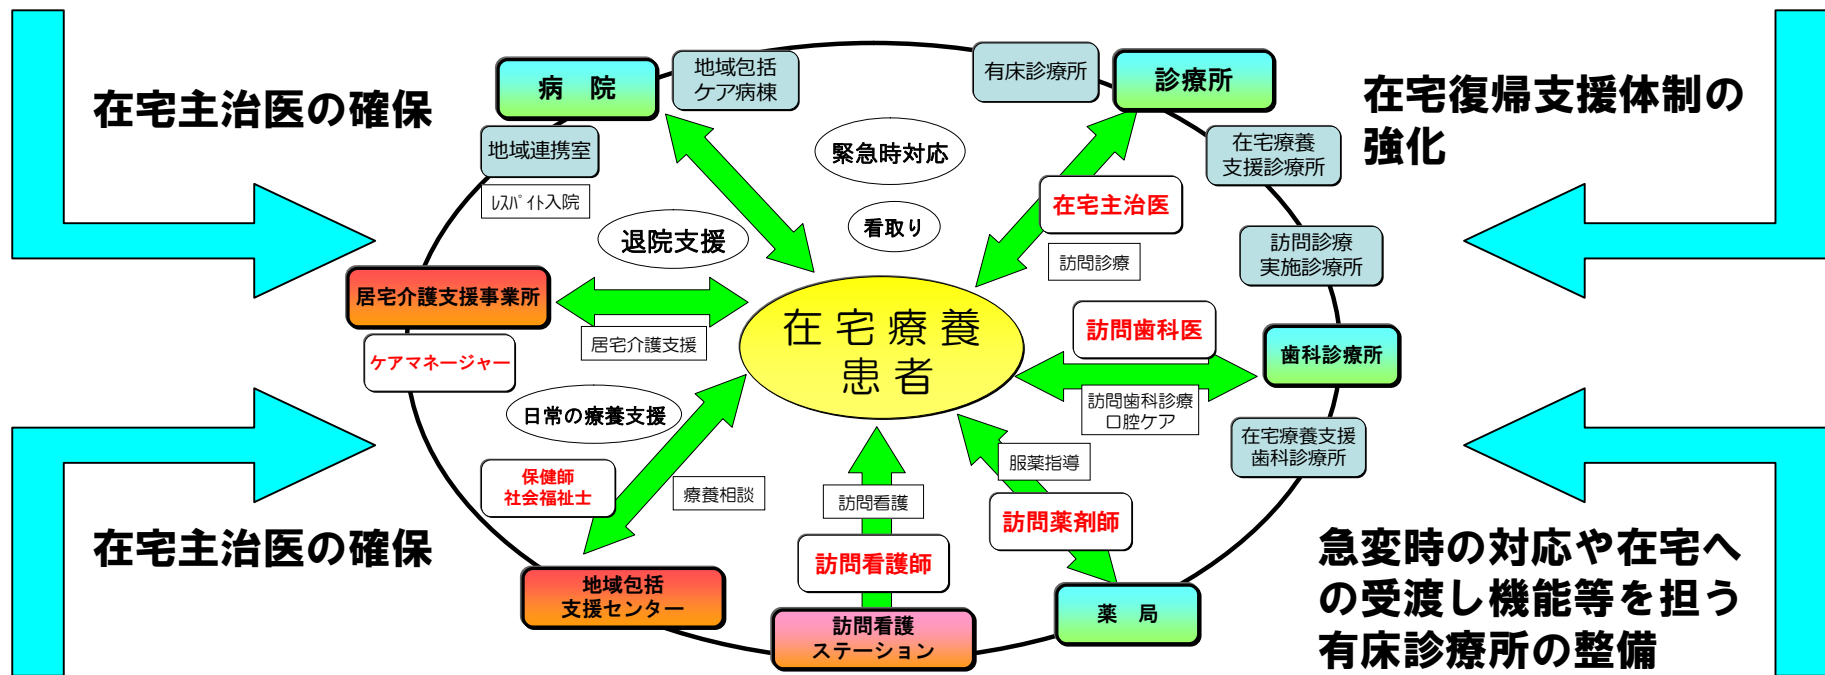 在宅主治医の確保
病　院
地域包括
ケア病棟
有床診療所
診療所
在宅復帰支援体制の
強化
地域連携室
レスパイト入院
緊急時対応
在宅療養
支援診療所
在宅主治医
看取り
退院支援
訪問診療
訪問診療
実施診療所
居宅介護支援事業所
居宅介護支援
在宅療養
患者
訪問歯科医
歯科診療所
ケアマネージャー
訪問歯科診療
口腔ケア
日常の療養支援
在宅療養支援
歯科診療所
保健師
社会福祉士
療養相談
訪問看護
服薬指導
訪問薬剤師
在宅主治医の確保
訪問看護師
地域包括
支援センター
訪問看護
ステーション
薬　局
急変時の対応や在宅へ
の受渡し機能等を担う
有床診療所の整備